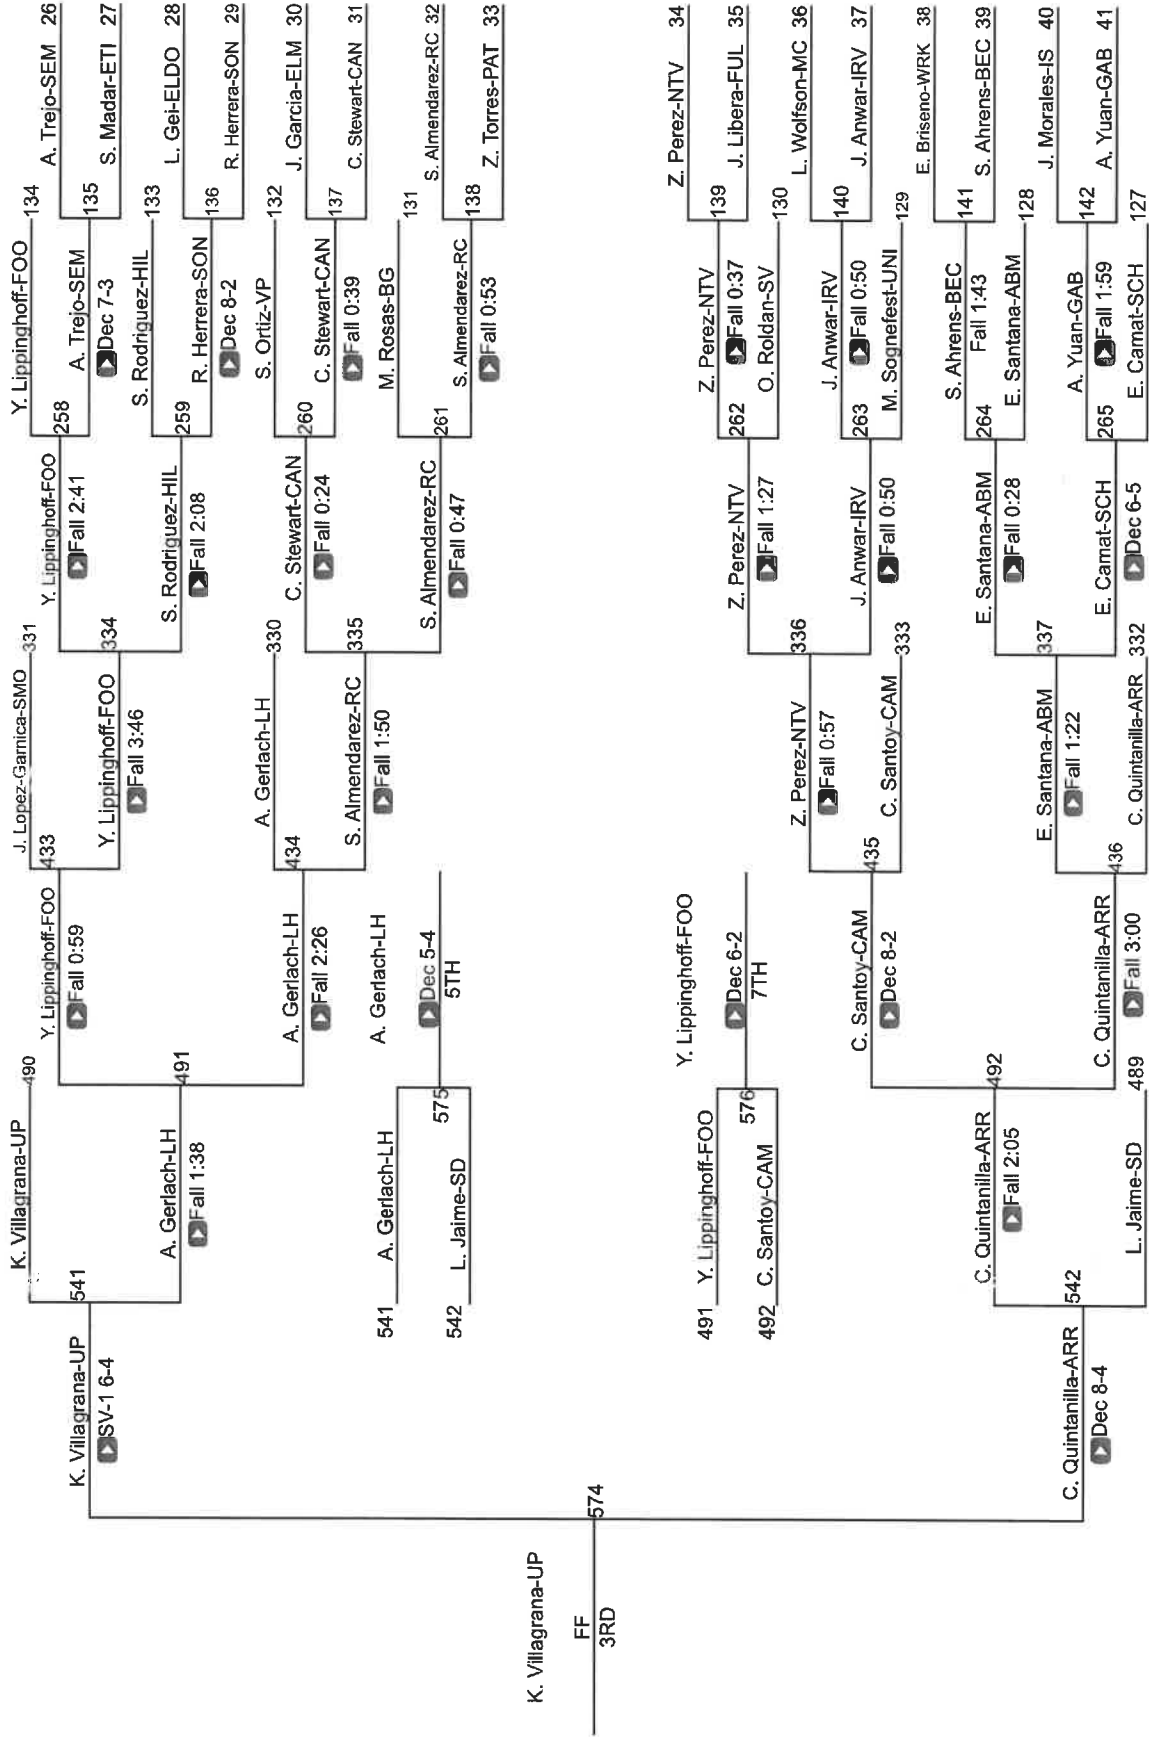 A. Trejo-SEM 26
S. Madar-ETI 27
L. Gei-ELDO 28
R. Herrera-SON 29
J. Garcia-ELM 30
C. Stewart-CAN 31
S. Almendarez-RC 32
Z. Torres-PAT 33
Z. Perez-NTV 34
J. Libera-FUL 35
L. Wolfson-MC 36
J. Anwar-IRV 37
E. Briseno-WRK 38
S. Ahrens-BEC 39
J. Morales-IS 40
A. Yuan-GAB 41
Y. Lippinghoff-FOO 134
135
A. Trejo-SEM
Dec 7-3
S. Rodriguez-HIL 133
136
R. Herrera-SON
Dec 8-2
S. Ortiz-VP 132
137
C. Stewart-CAN
Fall 0:39
M. Rosas-BG 131
138
S. Almendarez-RC
Fall 0:53
139
Z. Perez-NTV
Fall 0:37
O. Roldan-SV 130
140
J. Anwar-IRV
Fall 0:50
M. Sognefest-UNI 129
141
S. Ahrens-BEC
Fall 1:43
E. Santana-ABM 128
142
A. Yuan-GAB
Fall 1:59
E. Camat-SCH 127
258
Y. Lippinghoff-FOO
Fall 2:41
259
S. Rodriguez-HIL
Fall 2:08
260
C. Stewart-CAN
Fall 0:24
261
S. Almendarez-RC
Fall 0:47
262
Z. Perez-NTV
Fall 1:27
263
J. Anwar-IRV
Fall 0:50
264
E. Santana-ABM
Fall 0:28
265
E. Camat-SCH
Dec 6-5
J. Lopez-Garnica-SMO 331
334
Y. Lippinghoff-FOO
Fall 3:46
A. Gerlach-LH 330
335
S. Almendarez-RC
Fall 1:50
336
Z. Perez-NTV
Fall 0:57
C. Santoy-CAM 333
337
E. Santana-ABM
Fall 1:22
C. Quintanilla-ARR 332
433
Y. Lippinghoff-FOO
Fall 0:59
434
A. Gerlach-LH
Fall 2:26
A. Gerlach-LH
Dec 5-4
5TH
Y. Lippinghoff-FOO
Dec 6-2
7TH
435
C. Santoy-CAM
Dec 8-2
436
C. Quintanilla-ARR
Fall 3:00
K. Villagrana-UP 490
491
A. Gerlach-LH
Fall 1:38
541 A. Gerlach-LH
575
542 L. Jaime-SD
491 Y. Lippinghoff-FOO
576
492 C. Santoy-CAM
492
C. Quintanilla-ARR
Fall 2:05
L. Jaime-SD 489
541
K. Villagrana-UP
SV-1 6-4
542
C. Quintanilla-ARR
Dec 8-4
574
K. Villagrana-UP
FF
3RD